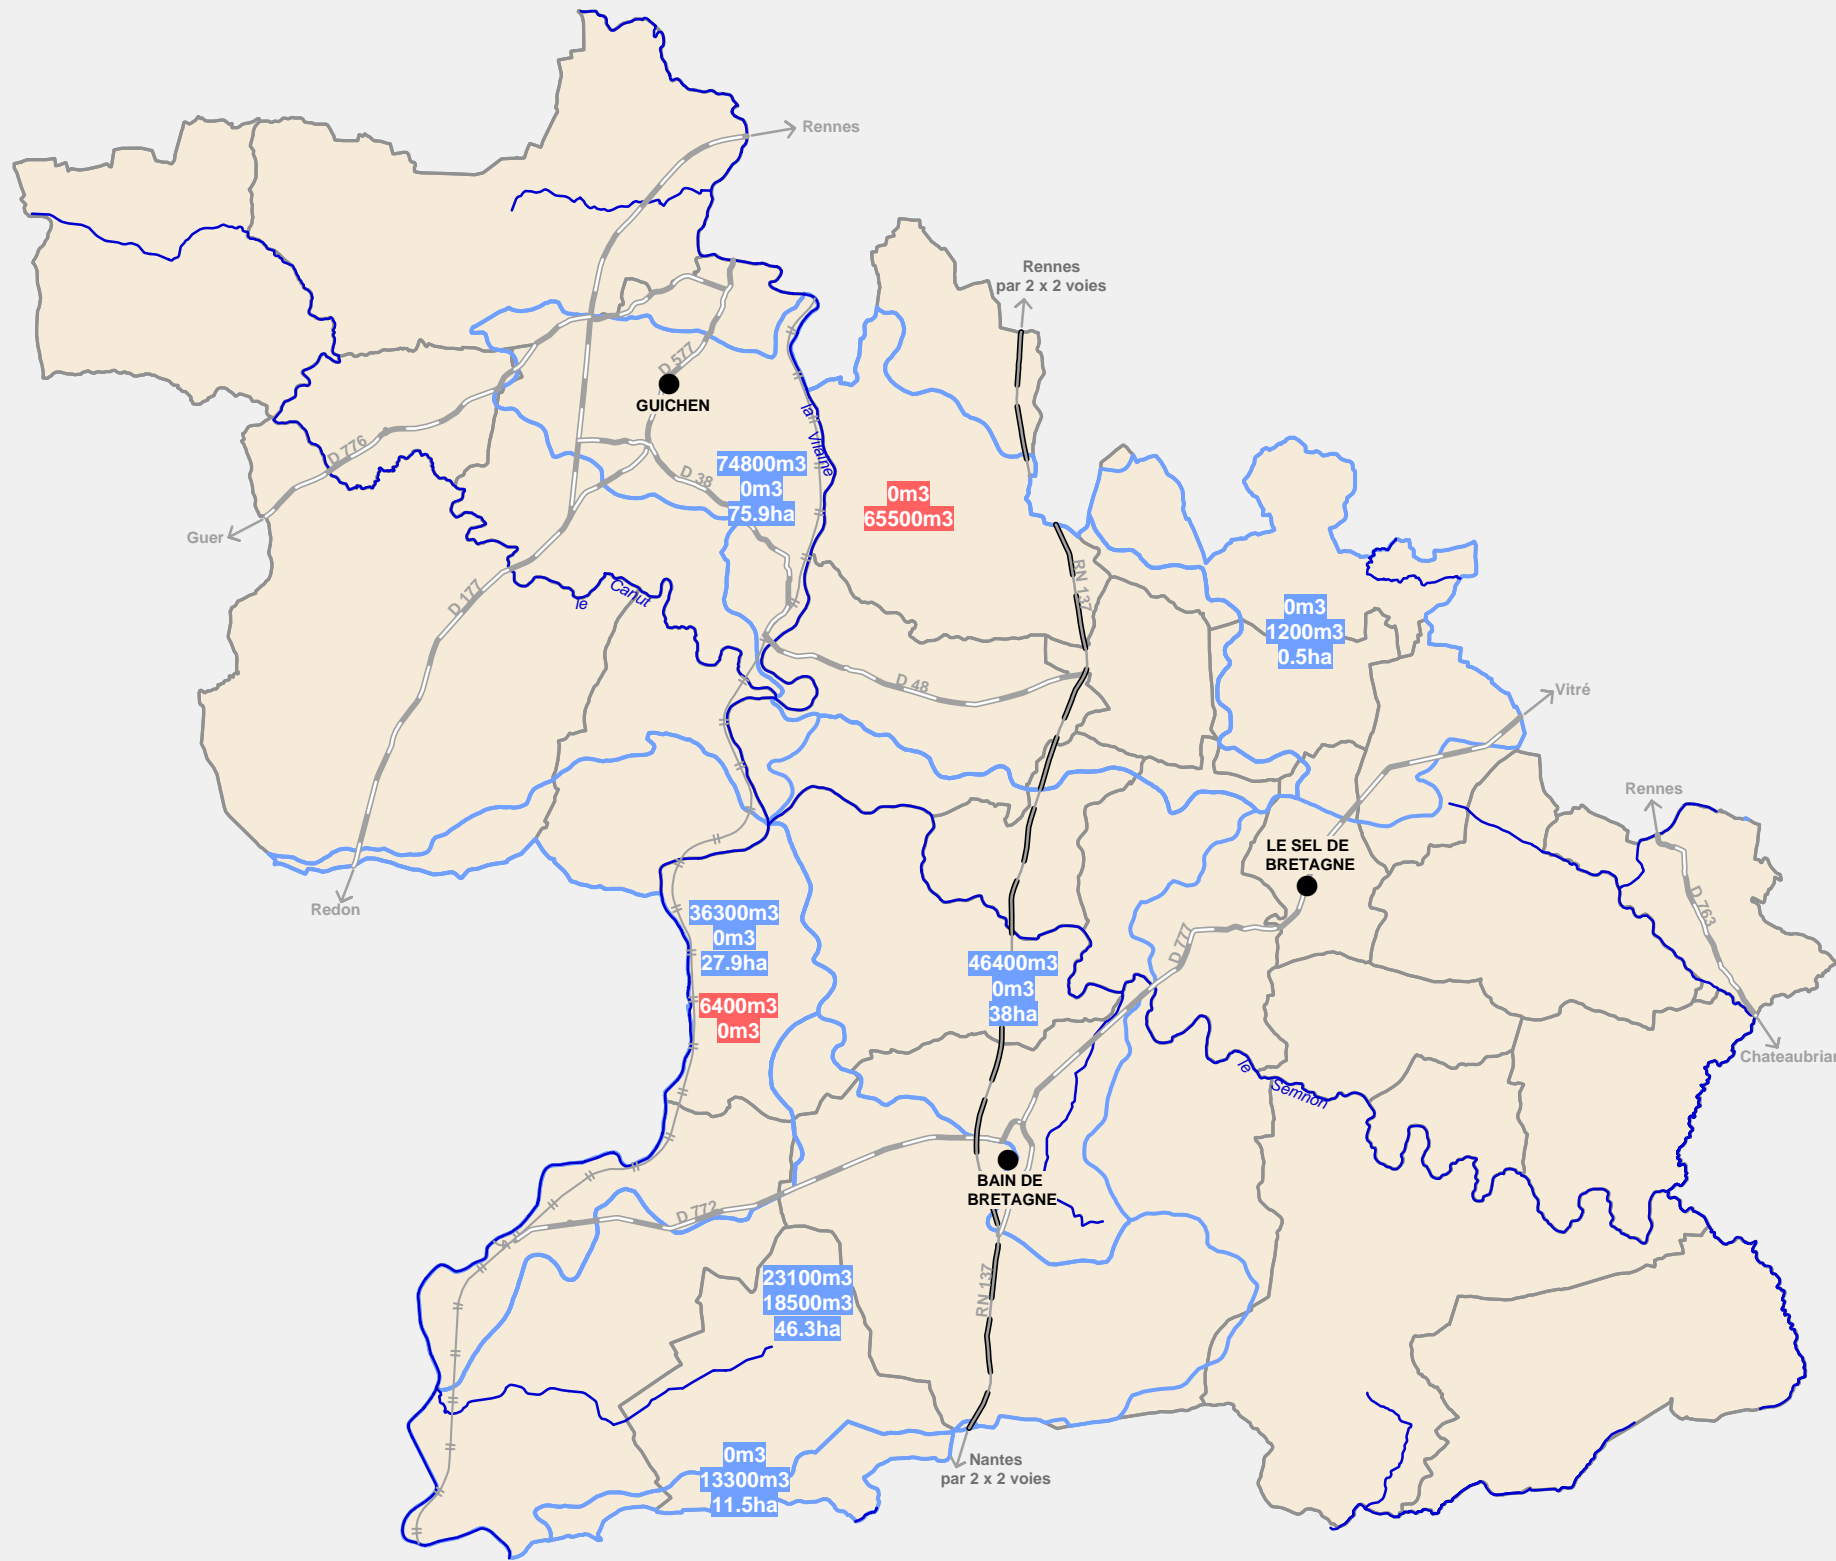 Rennes
Rennes
par 2 x 2 voies
D 577
GUICHEN
la Vilaine
D 776
D 38
74800m3
0m3
75.9ha
0m3
65500m3
Guer
D 177
le Canut
RN 137
0m3
1200m3
0.5ha
D 48
Vitré
Rennes
LE SEL DE
BRETAGNE
Redon
D 763
36300m3
0m3
27.9ha
D 777
46400m3
0m3
38ha
6400m3
0m3
Chateaubrian
le Semnon
BAIN DE
BRETAGNE
D 772
23100m3
18500m3
46.3ha
RN 137
0m3
13300m3
11.5ha
Nantes
par 2 x 2 voies